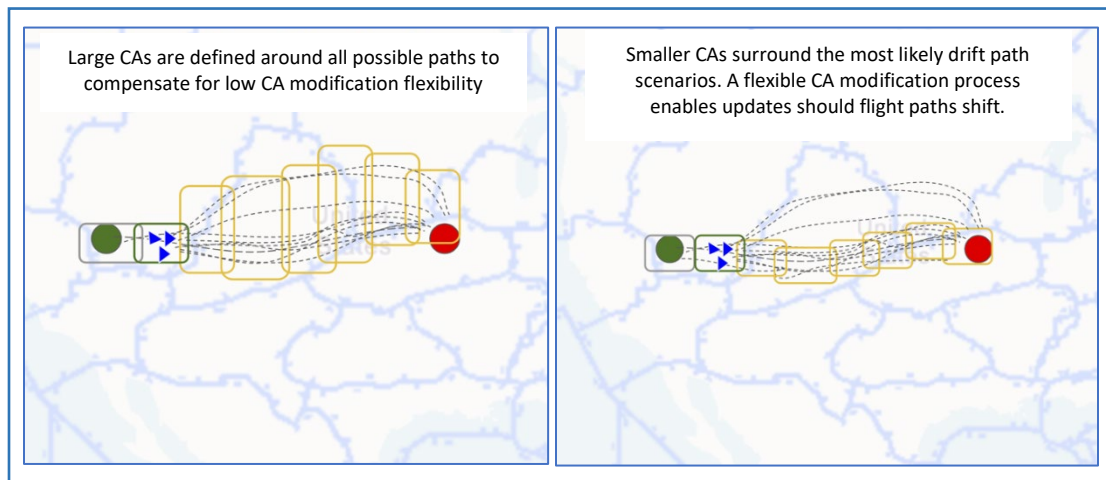 Large CAs are defined around all possible paths to
compensate for low CA modification flexibility
Smaller CAs surround the most likely drift path
scenarios. A flexible CA modification process
enables updates should flight paths shift.